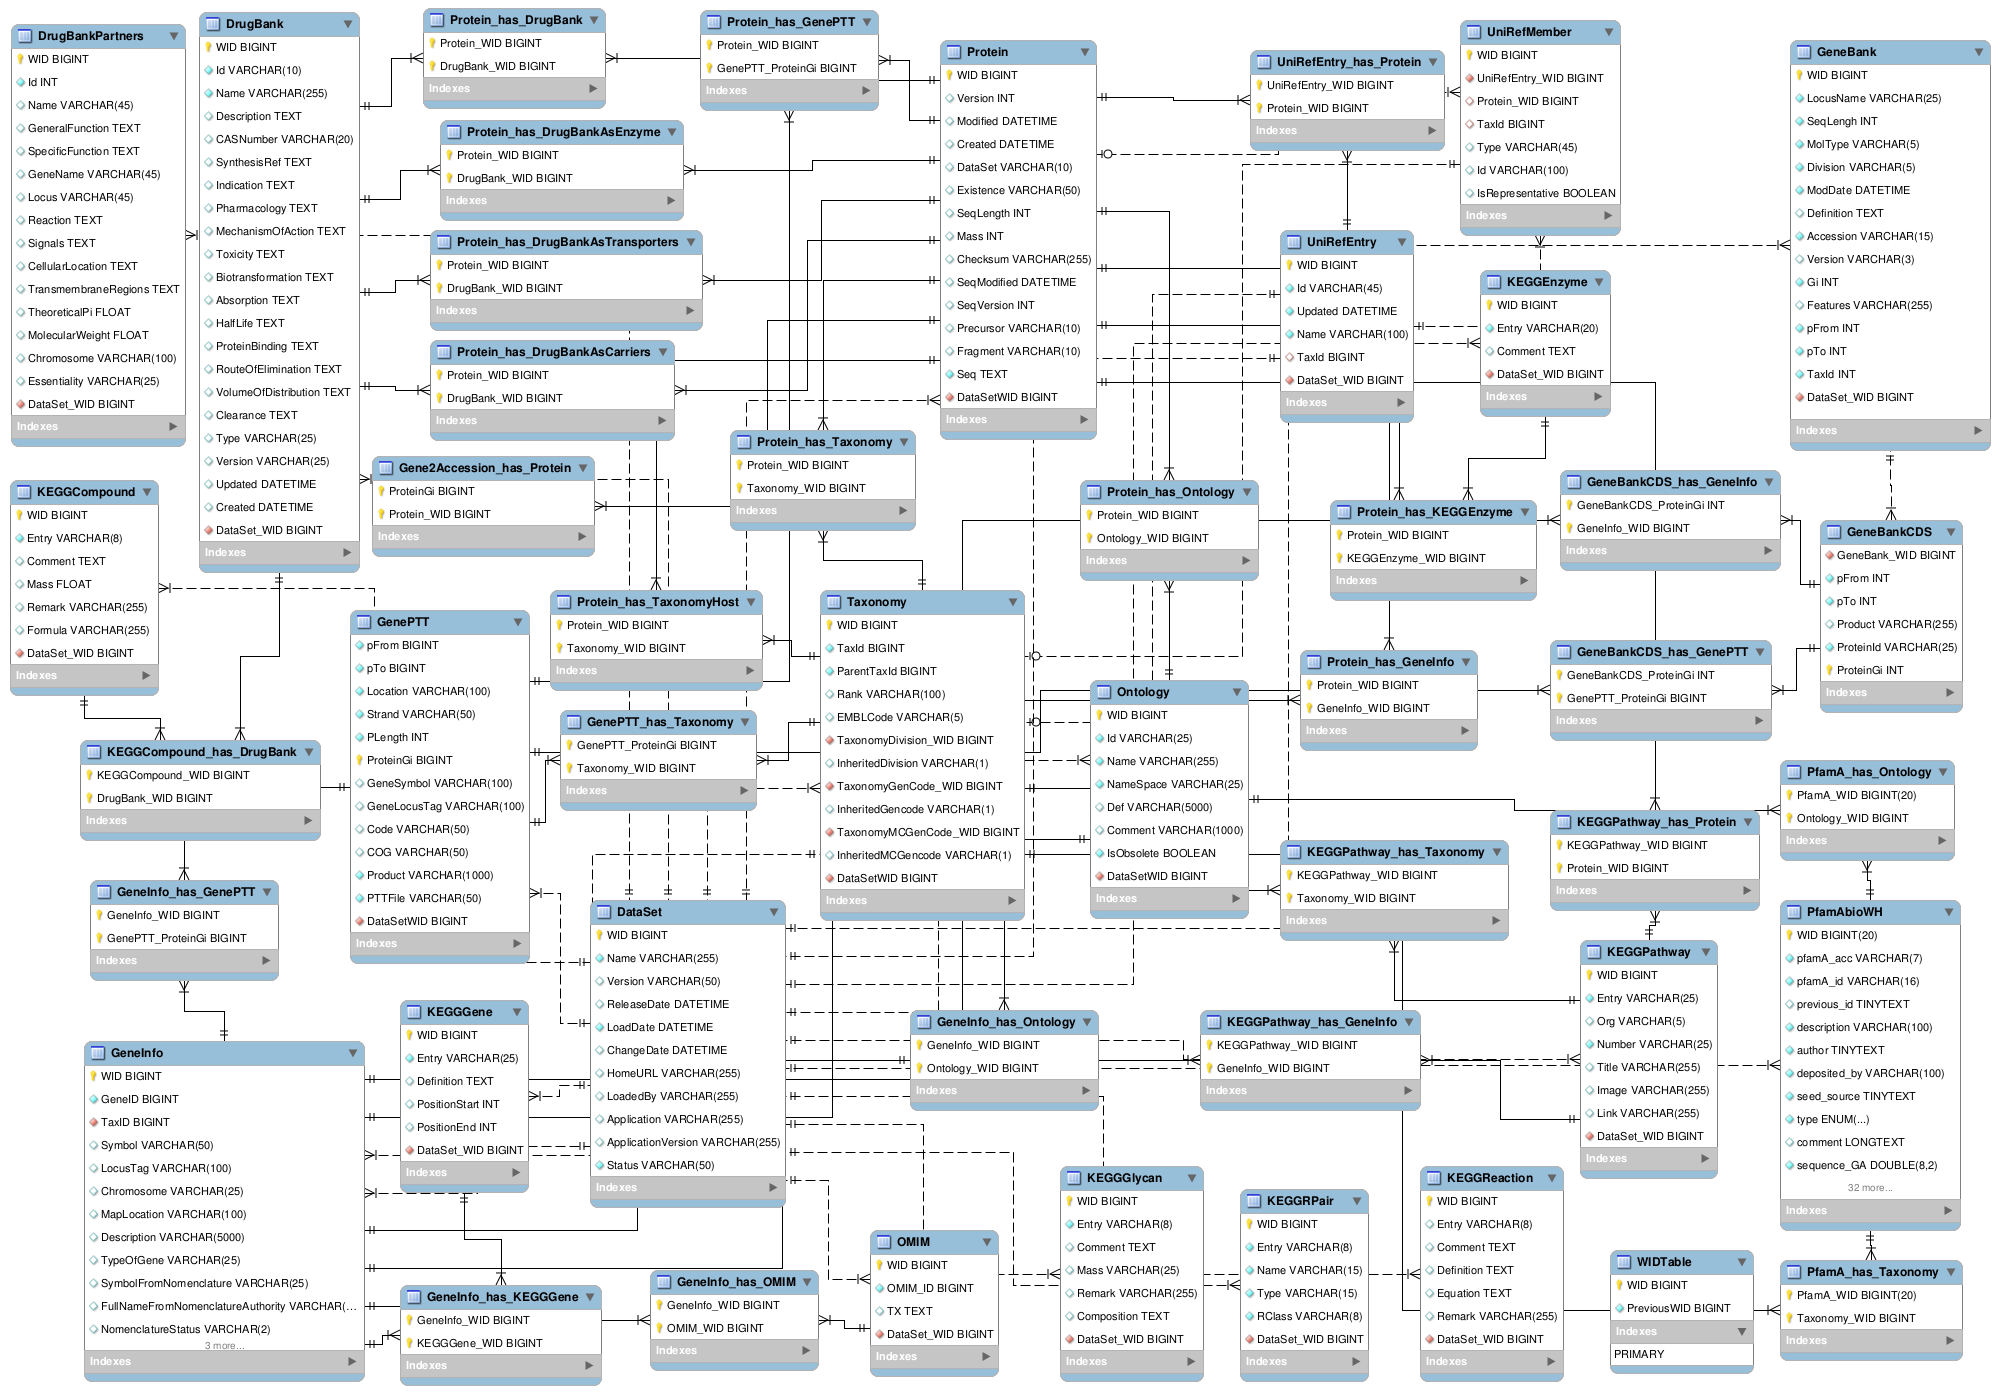 DrugBankPartners
WID BIGINT
Id INT
Name VARCHAR(45)
GeneralFunction TEXT
SpecificFunction TEXT
GeneName VARCHAR(45)
Locus VARCHAR(45)
Reaction TEXT
Signals TEXT
CellularLocation TEXT
TransmembraneRegions TEXT
TheoreticalPi FLOAT
MolecularWeight FLOAT
Chromosome VARCHAR(100)
Essentiality VARCHAR(25)
DataSet_WID BIGINT
Indexes
DrugBank
WID BIGINT
Id VARCHAR(10)
Name VARCHAR(255)
Description TEXT
CASNumber VARCHAR(20)
SynthesisRef TEXT
Indication TEXT
Pharmacology TEXT
MechanismOfAction TEXT
Toxicity TEXT
Biotransformation TEXT
Absorption TEXT
HalfLife TEXT
ProteinBinding TEXT
RouteOfElimination TEXT
VolumeOfDistribution TEXT
Clearance TEXT
Type VARCHAR(25)
Version VARCHAR(25)
Updated DATETIME
Created DATETIME
DataSet_WID BIGINT
Indexes
Protein_has_DrugBank
Protein_WID BIGINT
DrugBank_WID BIGINT
Indexes
Protein_has_GenePTT
Protein_WID BIGINT
GenePTT_ProteinGi BIGINT
Indexes
Protein_has_DrugBankAsEnzyme
Protein_WID BIGINT
DrugBank_WID BIGINT
Indexes
Protein_has_DrugBankAsTransporters
Protein_WID BIGINT
DrugBank_WID BIGINT
Indexes
Protein_has_DrugBankAsCarriers
Protein_WID BIGINT
DrugBank_WID BIGINT
Indexes
Protein
WID BIGINT
Version INT
Modified DATETIME
Created DATETIME
DataSet VARCHAR(10)
Existence VARCHAR(50)
SeqLength INT
Mass INT
Checksum VARCHAR(255)
SeqModified DATETIME
SeqVersion INT
Precursor VARCHAR(10)
Fragment VARCHAR(10)
Seq TEXT
DataSetWID BIGINT
Indexes
UniRefEntry_has_Protein
UniRefEntry_WID BIGINT
Protein_WID BIGINT
Indexes
UniRefMember
WID BIGINT
UniRefEntry_WID BIGINT
Protein_WID BIGINT
TaxId BIGINT
Type VARCHAR(45)
Id VARCHAR(100)
IsRepresentative BOOLEAN
Indexes
GeneBank
WID BIGINT
LocusName VARCHAR(25)
SeqLengh INT
MolType VARCHAR(5)
Division VARCHAR(5)
ModDate DATETIME
Definition TEXT
Accession VARCHAR(15)
Version VARCHAR(3)
Gi INT
Features VARCHAR(255)
pFrom INT
pTo INT
TaxId INT
DataSet_WID BIGINT
Indexes
UniRefEntry
WID BIGINT
Id VARCHAR(45)
Updated DATETIME
Name VARCHAR(100)
TaxId BIGINT
DataSet_WID BIGINT
Indexes
KEGGEnzyme
WID BIGINT
Entry VARCHAR(20)
Comment TEXT
DataSet_WID BIGINT
Indexes
Protein_has_Taxonomy
Protein_WID BIGINT
Taxonomy_WID BIGINT
Indexes
Gene2Accession_has_Protein
ProteinGi BIGINT
Protein_WID BIGINT
Indexes
KEGGCompound
WID BIGINT
Entry VARCHAR(8)
Comment TEXT
Mass FLOAT
Remark VARCHAR(255)
Formula VARCHAR(255)
DataSet_WID BIGINT
Indexes
Protein_has_Ontology
Protein_WID BIGINT
Ontology_WID BIGINT
Indexes
Protein_has_KEGGEnzyme
Protein_WID BIGINT
KEGGEnzyme_WID BIGINT
Indexes
GeneBankCDS_has_GeneInfo
GeneBankCDS_ProteinGi INT
GeneInfo_WID BIGINT
Indexes
GeneBankCDS
GeneBank_WID BIGINT
pFrom INT
pTo INT
Product VARCHAR(255)
ProteinId VARCHAR(25)
ProteinGi INT
Indexes
GenePTT
pFrom BIGINT
pTo BIGINT
Location VARCHAR(100)
Strand VARCHAR(50)
PLength INT
ProteinGi BIGINT
GeneSymbol VARCHAR(100)
GeneLocusTag VARCHAR(100)
Code VARCHAR(50)
COG VARCHAR(50)
Product VARCHAR(1000)
PTTFile VARCHAR(50)
DataSetWID BIGINT
Indexes
Protein_has_TaxonomyHost
Protein_WID BIGINT
Taxonomy_WID BIGINT
Indexes
GenePTT_has_Taxonomy
GenePTT_ProteinGi BIGINT
Taxonomy_WID BIGINT
Indexes
Taxonomy
WID BIGINT
TaxId BIGINT
ParentTaxId BIGINT
Rank VARCHAR(100)
EMBLCode VARCHAR(5)
TaxonomyDivision_WID BIGINT
InheritedDivision VARCHAR(1)
TaxonomyGenCode_WID BIGINT
InheritedGencode VARCHAR(1)
TaxonomyMCGenCode_WID BIGINT
InheritedMCGencode VARCHAR(1)
DataSetWID BIGINT
Indexes
Ontology
WID BIGINT
Id VARCHAR(25)
Name VARCHAR(255)
NameSpace VARCHAR(25)
Def VARCHAR(5000)
Comment VARCHAR(1000)
IsObsolete BOOLEAN
DataSetWID BIGINT
Indexes
Protein_has_GeneInfo
Protein_WID BIGINT
GeneInfo_WID BIGINT
Indexes
GeneBankCDS_has_GenePTT
GeneBankCDS_ProteinGi INT
GenePTT_ProteinGi BIGINT
Indexes
KEGGCompound_has_DrugBank
KEGGCompound_WID BIGINT
DrugBank_WID BIGINT
Indexes
PfamA_has_Ontology
PfamA_WID BIGINT(20)
Ontology_WID BIGINT
Indexes
KEGGPathway_has_Protein
KEGGPathway_WID BIGINT
Protein_WID BIGINT
Indexes
KEGGPathway_has_Taxonomy
KEGGPathway_WID BIGINT
Taxonomy_WID BIGINT
Indexes
GeneInfo_has_GenePTT
GeneInfo_WID BIGINT
GenePTT_ProteinGi BIGINT
Indexes
DataSet
WID BIGINT
Name VARCHAR(255)
Version VARCHAR(50)
ReleaseDate DATETIME
LoadDate DATETIME
ChangeDate DATETIME
HomeURL VARCHAR(255)
LoadedBy VARCHAR(255)
Application VARCHAR(255)
ApplicationVersion VARCHAR(255)
Status VARCHAR(50)
Indexes
PfamAbioWH
WID BIGINT(20)
pfamA_acc VARCHAR(7)
pfamA_id VARCHAR(16)
previous_id TINYTEXT
description VARCHAR(100)
author TINYTEXT
deposited_by VARCHAR(100)
seed_source TINYTEXT
type ENUM(...)
comment LONGTEXT
sequence_GA DOUBLE(8,2)
32 more...
Indexes
KEGGPathway
WID BIGINT
Entry VARCHAR(25)
Org VARCHAR(5)
Number VARCHAR(25)
Title VARCHAR(255)
Image VARCHAR(255)
Link VARCHAR(255)
DataSet_WID BIGINT
Indexes
KEGGGene
WID BIGINT
Entry VARCHAR(25)
Definition TEXT
PositionStart INT
PositionEnd INT
DataSet_WID BIGINT
Indexes
GeneInfo_has_Ontology
GeneInfo_WID BIGINT
Ontology_WID BIGINT
Indexes
KEGGPathway_has_GeneInfo
KEGGPathway_WID BIGINT
GeneInfo_WID BIGINT
Indexes
GeneInfo
WID BIGINT
GeneID BIGINT
TaxID BIGINT
Symbol VARCHAR(50)
LocusTag VARCHAR(100)
Chromosome VARCHAR(25)
MapLocation VARCHAR(100)
Description VARCHAR(5000)
TypeOfGene VARCHAR(25)
SymbolFromNomenclature VARCHAR(25)
FullNameFromNomenclatureAuthority VARCHAR(...
NomenclatureStatus VARCHAR(2)
3 more...
Indexes
GeneInfo_has_KEGGGene
GeneInfo_WID BIGINT
KEGGGene_WID BIGINT
Indexes
GeneInfo_has_OMIM
GeneInfo_WID BIGINT
OMIM_WID BIGINT
Indexes
OMIM
WID BIGINT
OMIM_ID BIGINT
TX TEXT
DataSet_WID BIGINT
Indexes
KEGGGlycan
WID BIGINT
Entry VARCHAR(8)
Comment TEXT
Mass VARCHAR(25)
Remark VARCHAR(255)
Composition TEXT
DataSet_WID BIGINT
Indexes
KEGGRPair
WID BIGINT
Entry VARCHAR(8)
Name VARCHAR(15)
Type VARCHAR(15)
RClass VARCHAR(8)
DataSet_WID BIGINT
Indexes
KEGGReaction
WID BIGINT
Entry VARCHAR(8)
Comment TEXT
Definition TEXT
Equation TEXT
Remark VARCHAR(255)
DataSet_WID BIGINT
Indexes
WIDTable
WID BIGINT
PreviousWID BIGINT
Indexes
PRIMARY
PfamA_has_Taxonomy
PfamA_WID BIGINT(20)
Taxonomy_WID BIGINT
Indexes